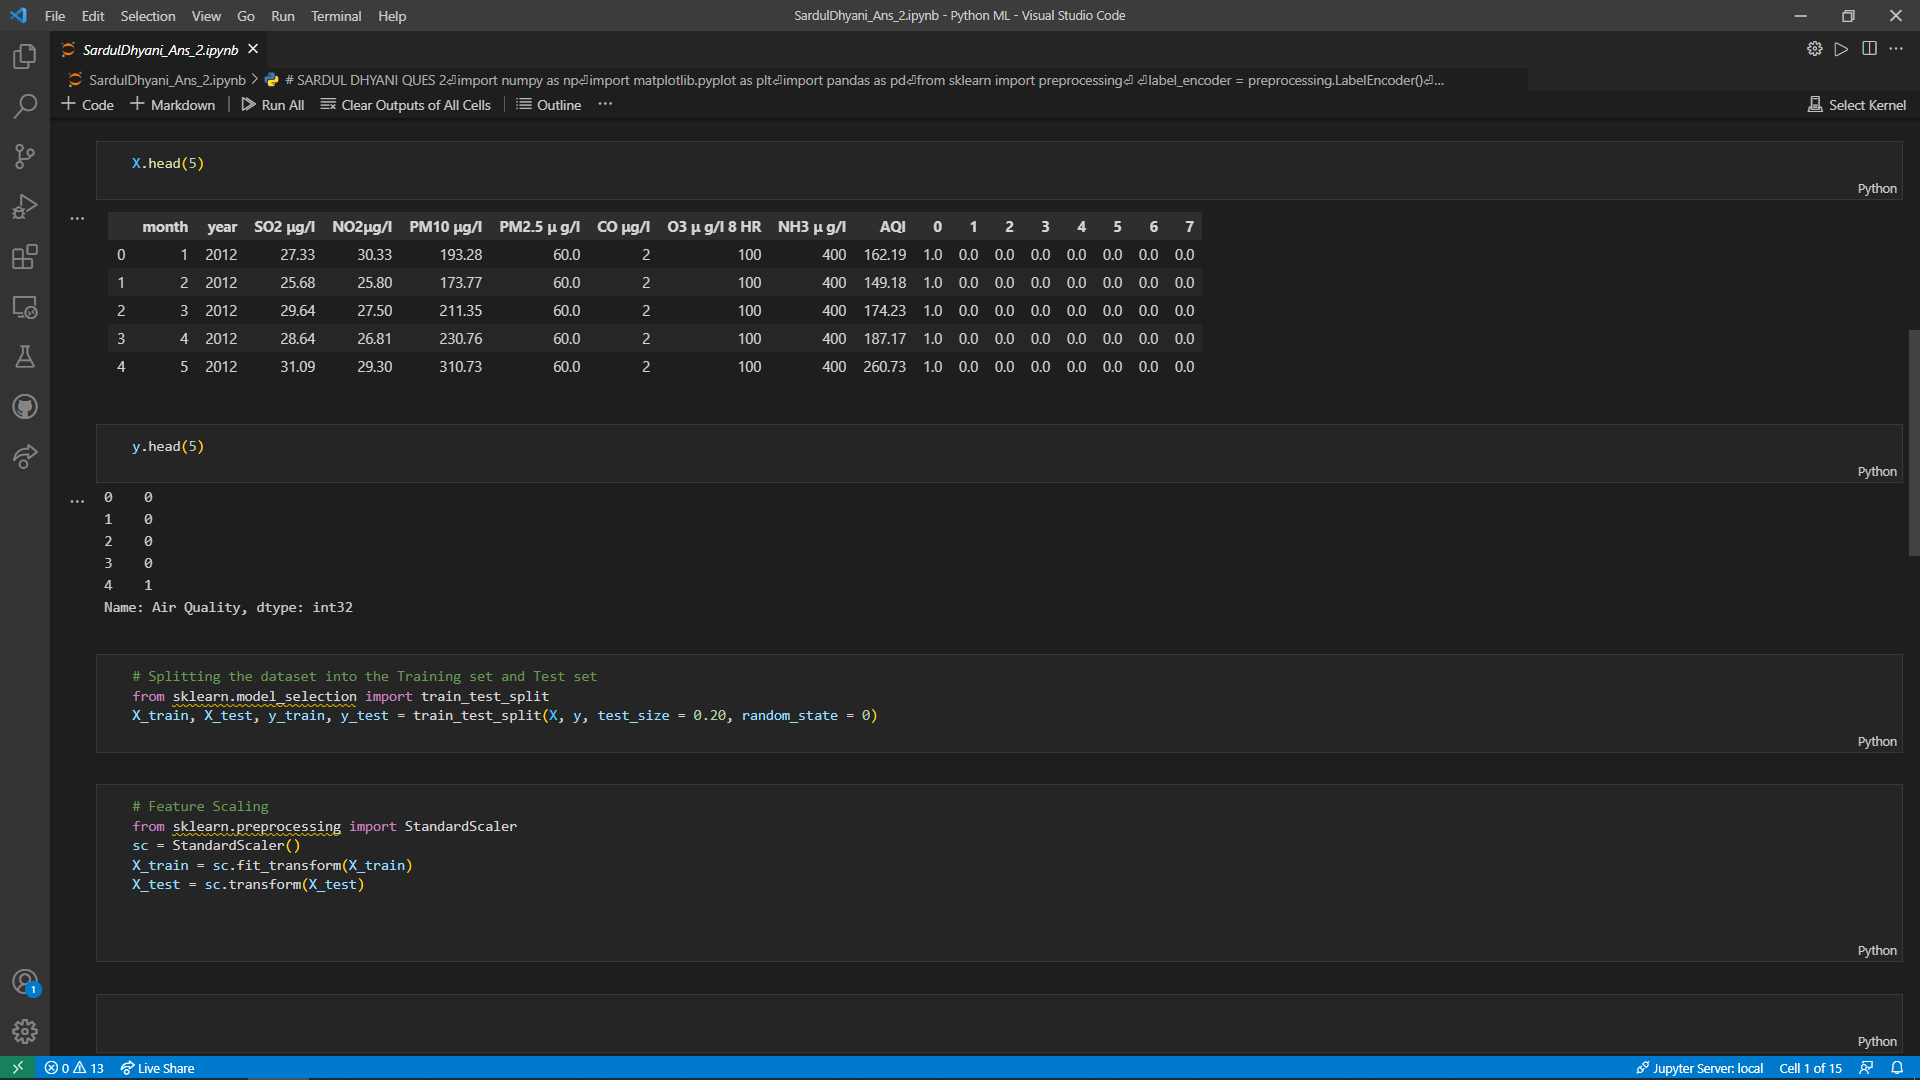 File Edit Selection View Go Run Terminal Help
SardulDhyani_Ans_2.ipynb - Python ML - Visual Studio Code
SardulDhyani_Ans_2.ipynb
SardulDhyani_Ans_2.ipynb > # SARDUL DHYANI QUES 2⏎import numpy as np⏎import matplotlib.pyplot as plt⏎import pandas as pd⏎from sklearn import preprocessing⏎ ⏎label_encoder = preprocessing.LabelEncoder()⏎...
+ Code + Markdown | Run All Clear Outputs of All Cells | Outline ...
Select Kernel
X.head(5)
Python
month year SO2 µg/l NO2µg/l PM10 µg/l PM2.5 µ g/l CO µg/l O3 µ g/l 8 HR NH3 µ g/l AQI 0 1 2 3 4 5 6 7
0 1 2012 27.33 30.33 193.28 60.0 2 100 400 162.19 1.0 0.0 0.0 0.0 0.0 0.0 0.0 0.0
1 2 2012 25.68 25.80 173.77 60.0 2 100 400 149.18 1.0 0.0 0.0 0.0 0.0 0.0 0.0 0.0
2 3 2012 29.64 27.50 211.35 60.0 2 100 400 174.23 1.0 0.0 0.0 0.0 0.0 0.0 0.0 0.0
3 4 2012 28.64 26.81 230.76 60.0 2 100 400 187.17 1.0 0.0 0.0 0.0 0.0 0.0 0.0 0.0
4 5 2012 31.09 29.30 310.73 60.0 2 100 400 260.73 1.0 0.0 0.0 0.0 0.0 0.0 0.0 0.0
y.head(5)
Python
0 0
1 0
2 0
3 0
4 1
Name: Air Quality, dtype: int32
# Splitting the dataset into the Training set and Test set
from sklearn.model_selection import train_test_split
X_train, X_test, y_train, y_test = train_test_split(X, y, test_size = 0.20, random_state = 0)
Python
# Feature Scaling
from sklearn.preprocessing import StandardScaler
sc = StandardScaler()
X_train = sc.fit_transform(X_train)
X_test = sc.transform(X_test)
Python
Python
1
0 13 Live Share
Jupyter Server: local Cell 1 of 15